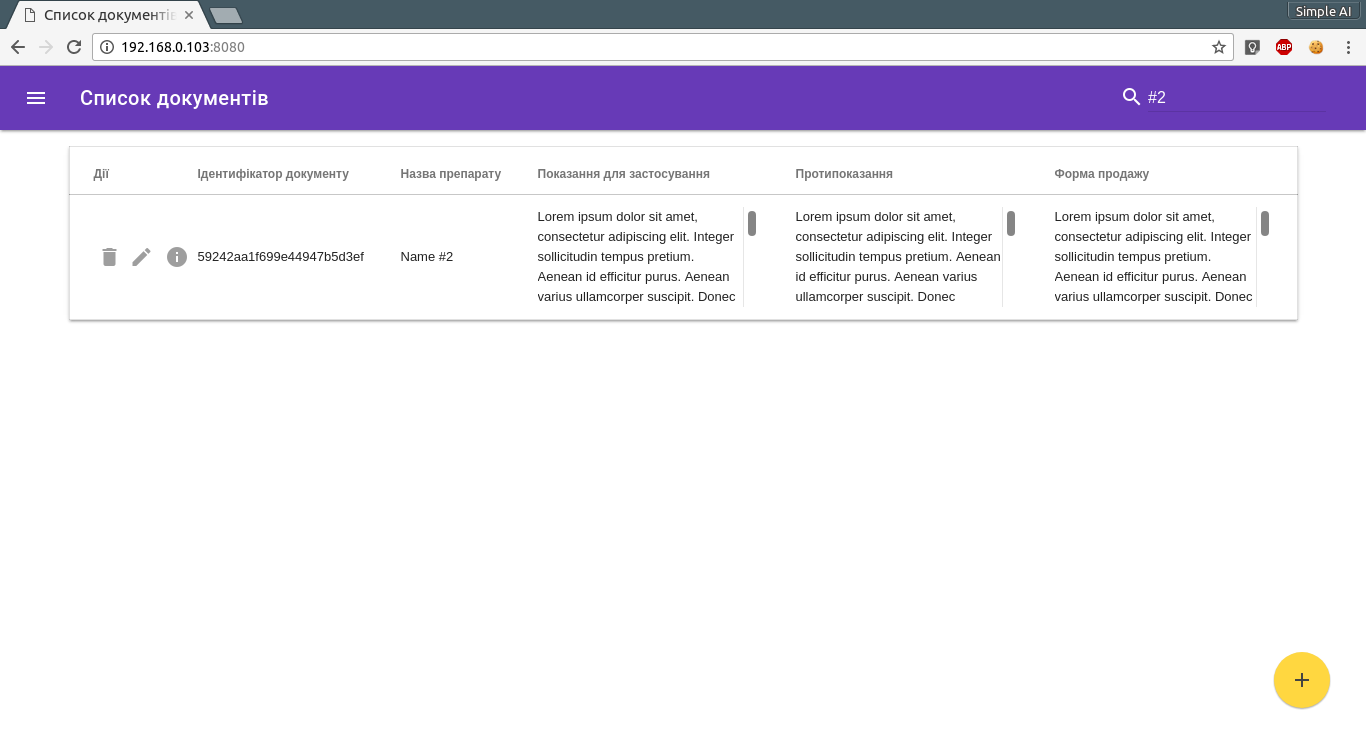 Список документів
Simple AI
192.168.0.103:8080
ABP
Список документів
#2
Дії Ідентифікатор документу Назва препарату Показання для застосування Протипоказання Форма продажу
59242aa1f699e44947b5d3ef
Name #2
Lorem ipsum dolor sit amet,
consectetur adipiscing elit. Integer
sollicitudin tempus pretium.
Aenean id efficitur purus. Aenean
varius ullamcorper suscipit. Donec
Lorem ipsum dolor sit amet,
consectetur adipiscing elit. Integer
sollicitudin tempus pretium. Aenean
id efficitur purus. Aenean varius
ullamcorper suscipit. Donec
Lorem ipsum dolor sit amet,
consectetur adipiscing elit. Integer
sollicitudin tempus pretium.
Aenean id efficitur purus. Aenean
varius ullamcorper suscipit. Donec